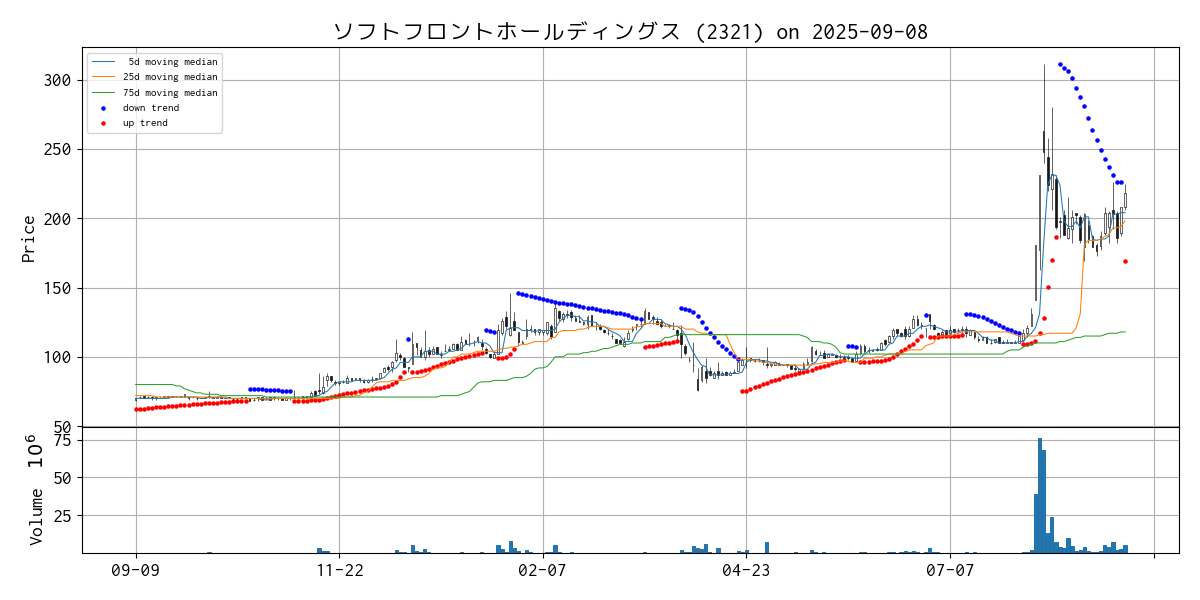 ソフトフロントホールディングス (2321) on 2025-09-08
5d moving median
25d moving median
75d moving median
down trend
up trend
Price
300
250
200
150
100
50
Volume 10^6
75
50
25
09-09 11-22 02-07 04-23 07-07